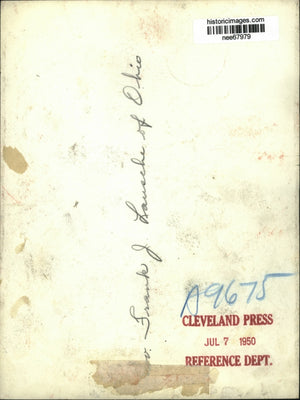 historicimages.com
nee67979
Frank J. Lausche of Ohio
A9675
CLEVELAND PRESS
JUL 7 1950
REFERENCE DEPT.